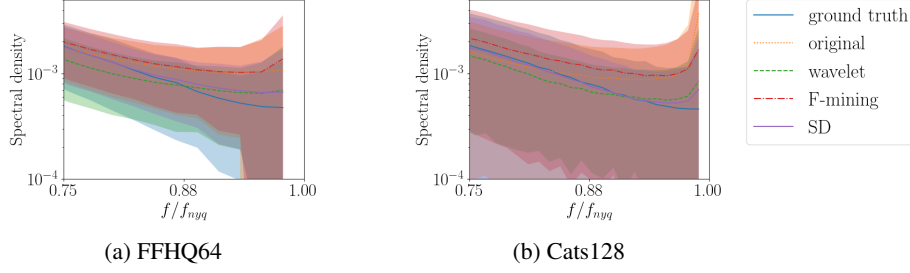 Spectral density
10⁻³
10⁻⁴
0.75
0.88
1.00
f/f_nyq
(a) FFHQ64
Spectral density
10⁻³
10⁻⁴
0.75
0.88
1.00
f/f_nyq
(b) Cats128
ground truth
original
wavelet
F-mining
SD